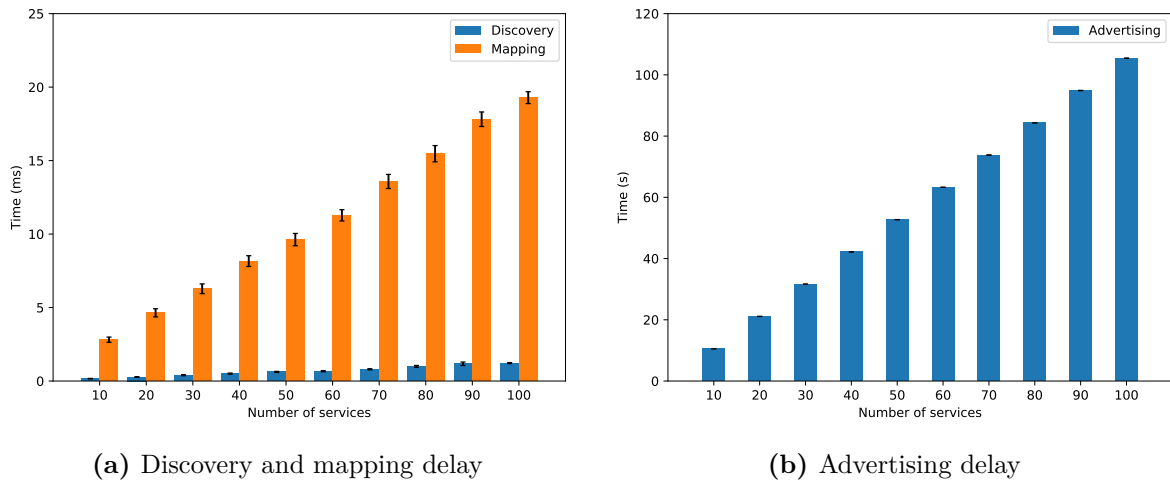 25
20
15
10
5
0
Time (ms)
Discovery
Mapping
10 20 30 40 50 60 70 80 90 100
Number of services
(a) Discovery and mapping delay
120
100
80
60
40
20
0
Time (s)
Advertising
10 20 30 40 50 60 70 80 90 100
Number of services
(b) Advertising delay